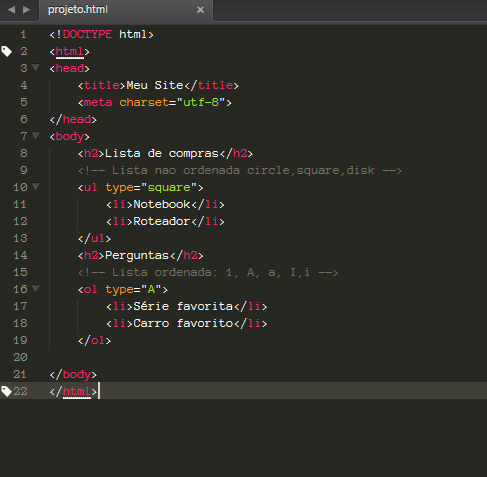 projeto.html
1 <!DOCTYPE html>
2 <html>
3 <head>
4 <title>Meu Site</title>
5 <meta charset="utf-8">
6 </head>
7 <body>
8 <h2>Lista de compras</h2>
9 <!-- Lista nao ordenada circle,square,disk -->
10 <ul type="square">
11 <li>Notebook</li>
12 <li>Roteador</li>
13 </ul>
14 <h2>Perguntas</h2>
15 <!-- Lista ordenada: 1, A, a, I,i -->
16 <ol type="A">
17 <li>Série favorita</li>
18 <li>Carro favorito</li>
19 </ol>
20
21 </body>
22 </html>